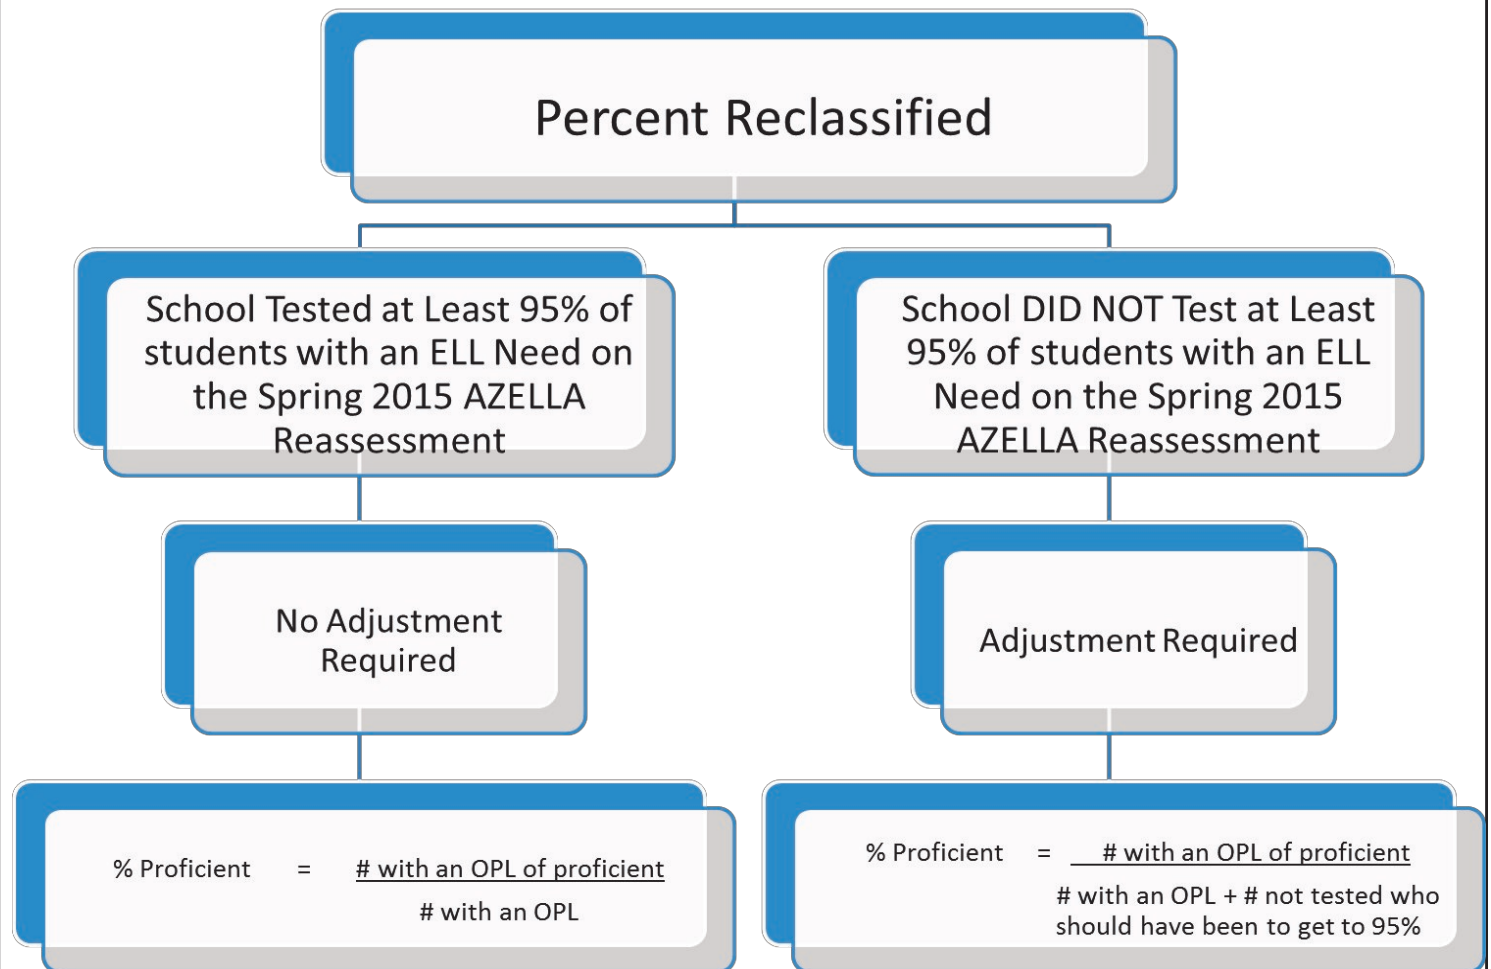 Percent Reclassified
School Tested at Least 95% of
students with an ELL Need on
the Spring 2015 AZELLA
Reassessment
School DID NOT Test at Least
95% of students with an ELL
Need on the Spring 2015
AZELLA Reassessment
No Adjustment
Required
Adjustment Required
% Proficient = # with an OPL of proficient
# with an OPL
% Proficient = # with an OPL of proficient
# with an OPL + # not tested who
should have been to get to 95%